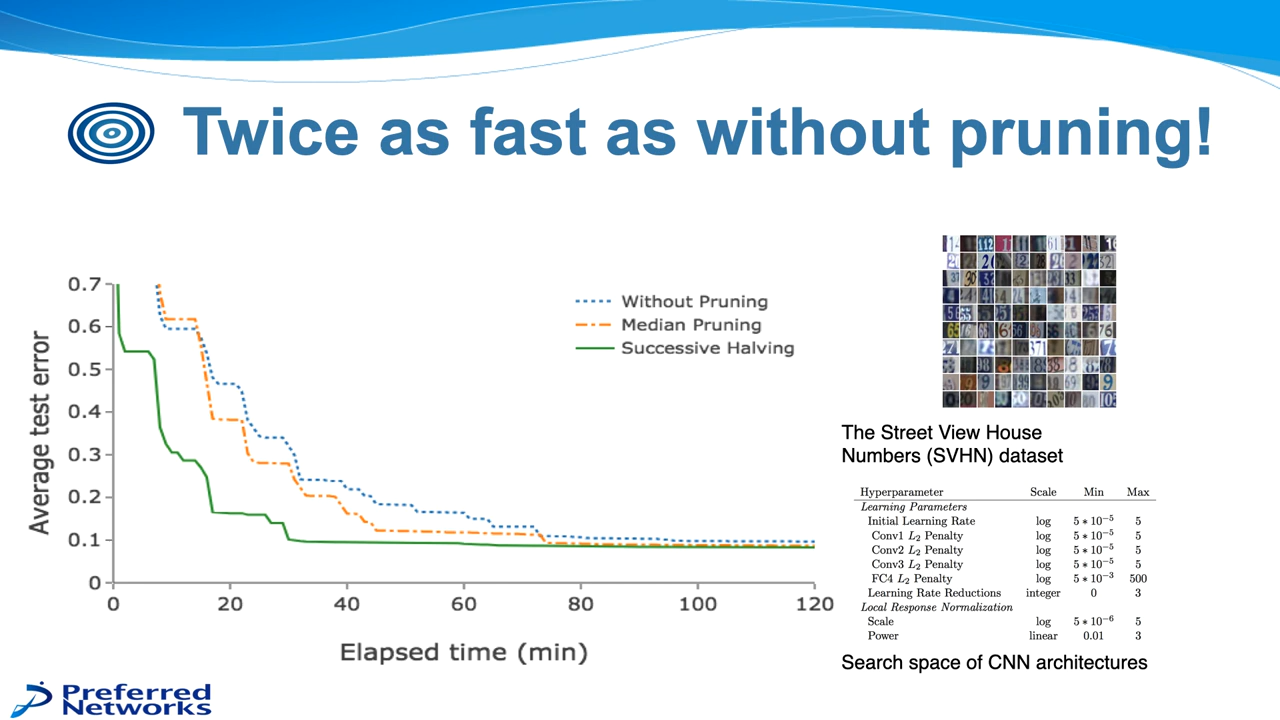 Twice as fast as without pruning!
Average test error
0.7
0.6
0.5
0.4
0.3
0.2
0.1
0
0 20 40 60 80 100 120
Elapsed time (min)
Without Pruning
Median Pruning
Successive Halving
The Street View House
Numbers (SVHN) dataset
Hyperparameter Scale Min Max
Learning Parameters
Initial Learning Rate log 5 * 10⁻⁵ 5
Conv1 L₂ Penalty log 5 * 10⁻⁵ 5
Conv2 L₂ Penalty log 5 * 10⁻⁵ 5
Conv3 L₂ Penalty log 5 * 10⁻⁵ 5
FC4 L₂ Penalty log 5 * 10⁻³ 500
Learning Rate Reductions integer 0 3
Local Response Normalization
Scale log 5 * 10⁻⁶ 5
Power linear 0.01 3
Search space of CNN architectures
Preferred
Networks